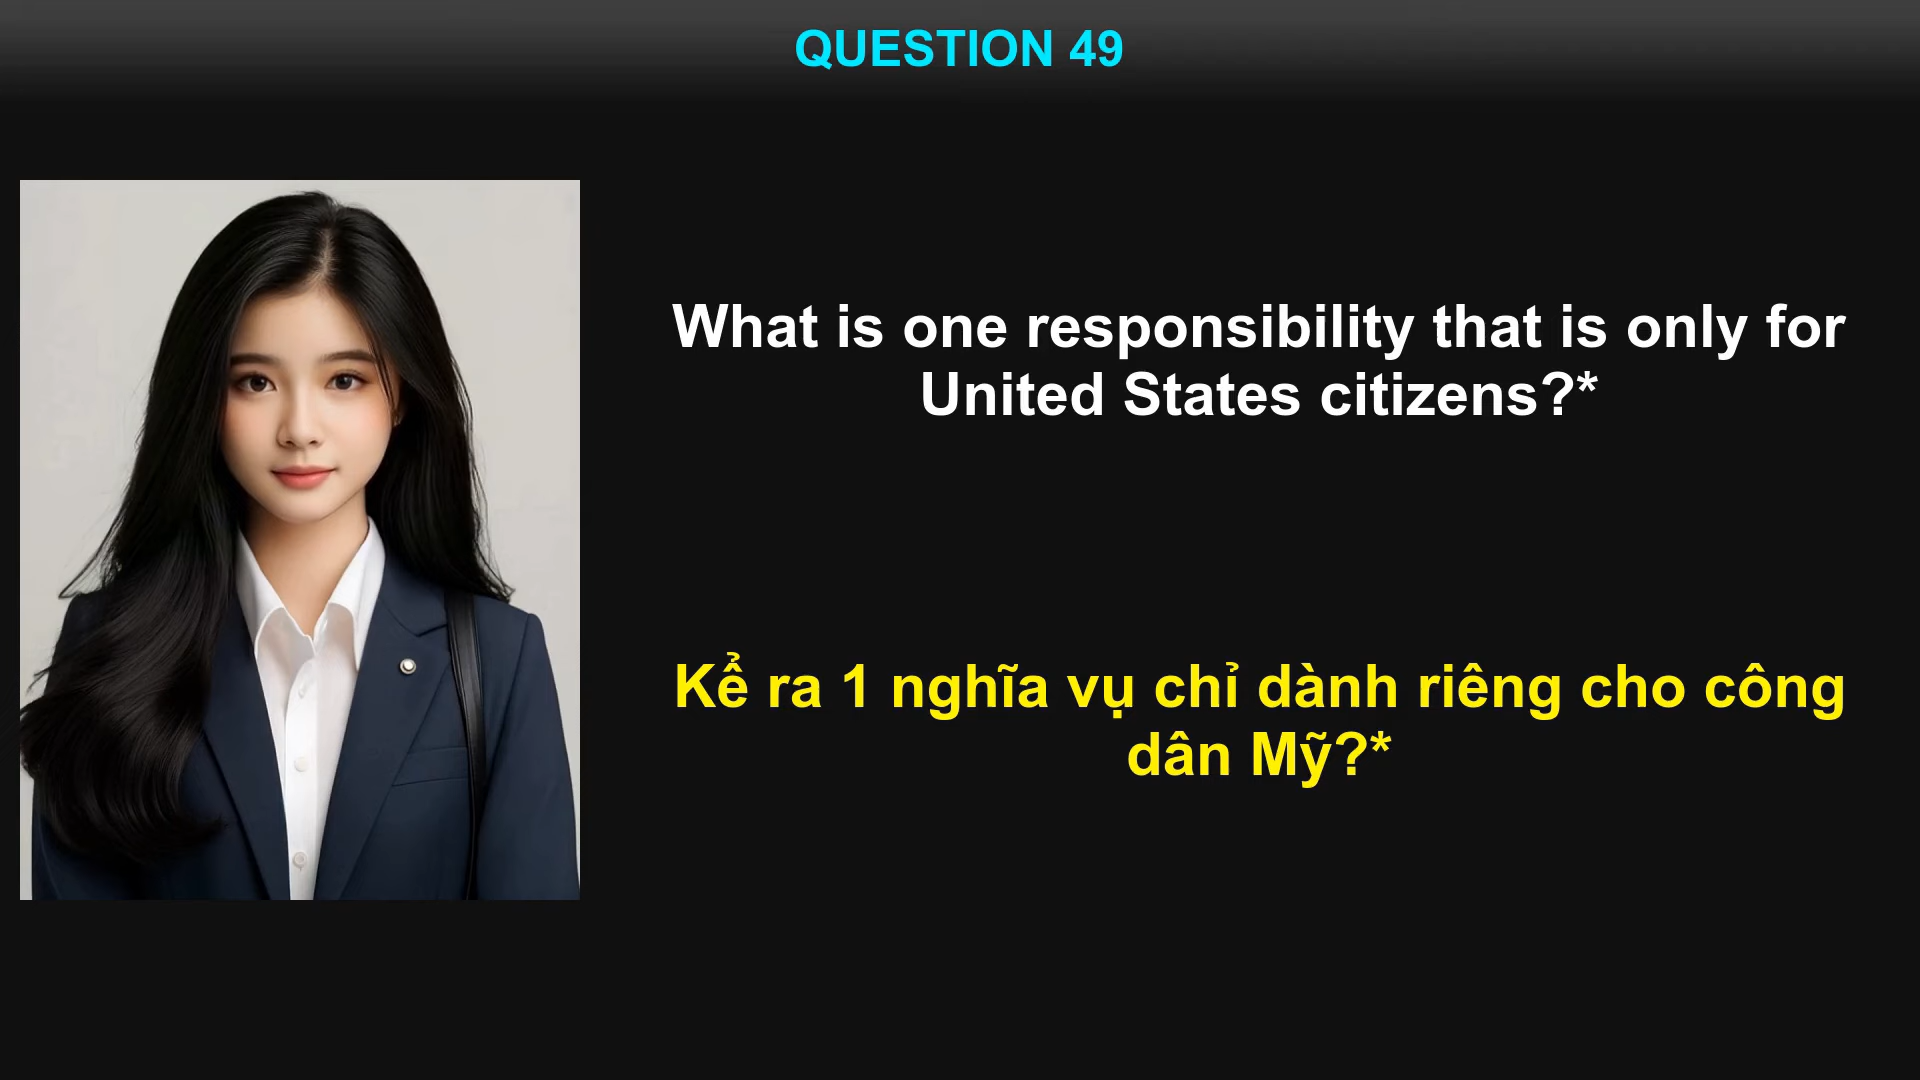 QUESTION 49
What is one responsibility that is only for
United States citizens?*
Kể ra 1 nghĩa vụ chỉ dành riêng cho công
dân Mỹ?*